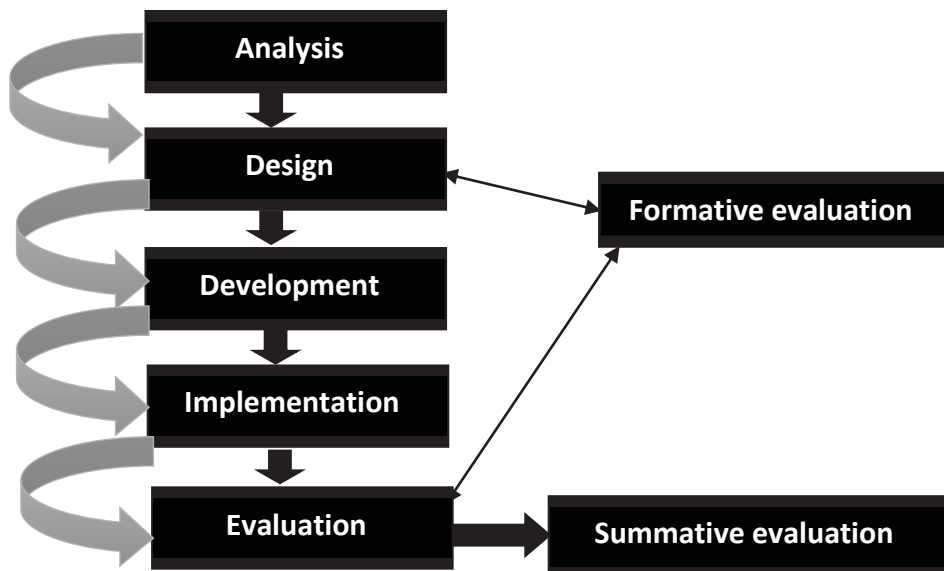 Analysis
Design
Formative evaluation
Development
Implementation
Evaluation
Summative evaluation